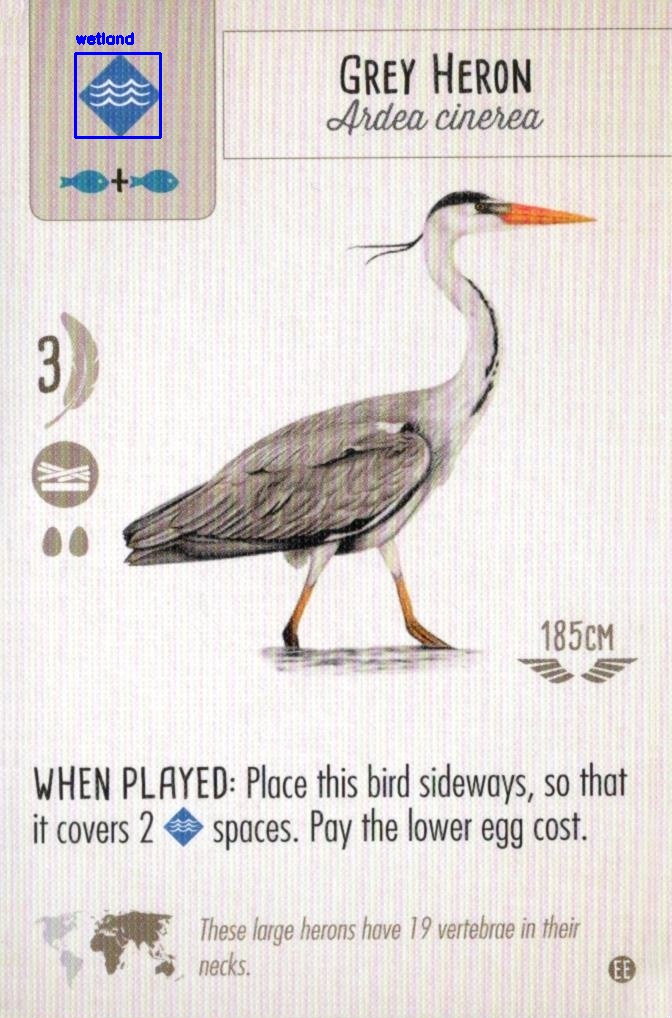 wetland
GREY HERON
Ardea cinerea
+
3
185CM
WHEN PLAYED: Place this bird sideways, so that
it covers 2 spaces. Pay the lower egg cost.
These large herons have 19 vertebrae in their
necks.
EE